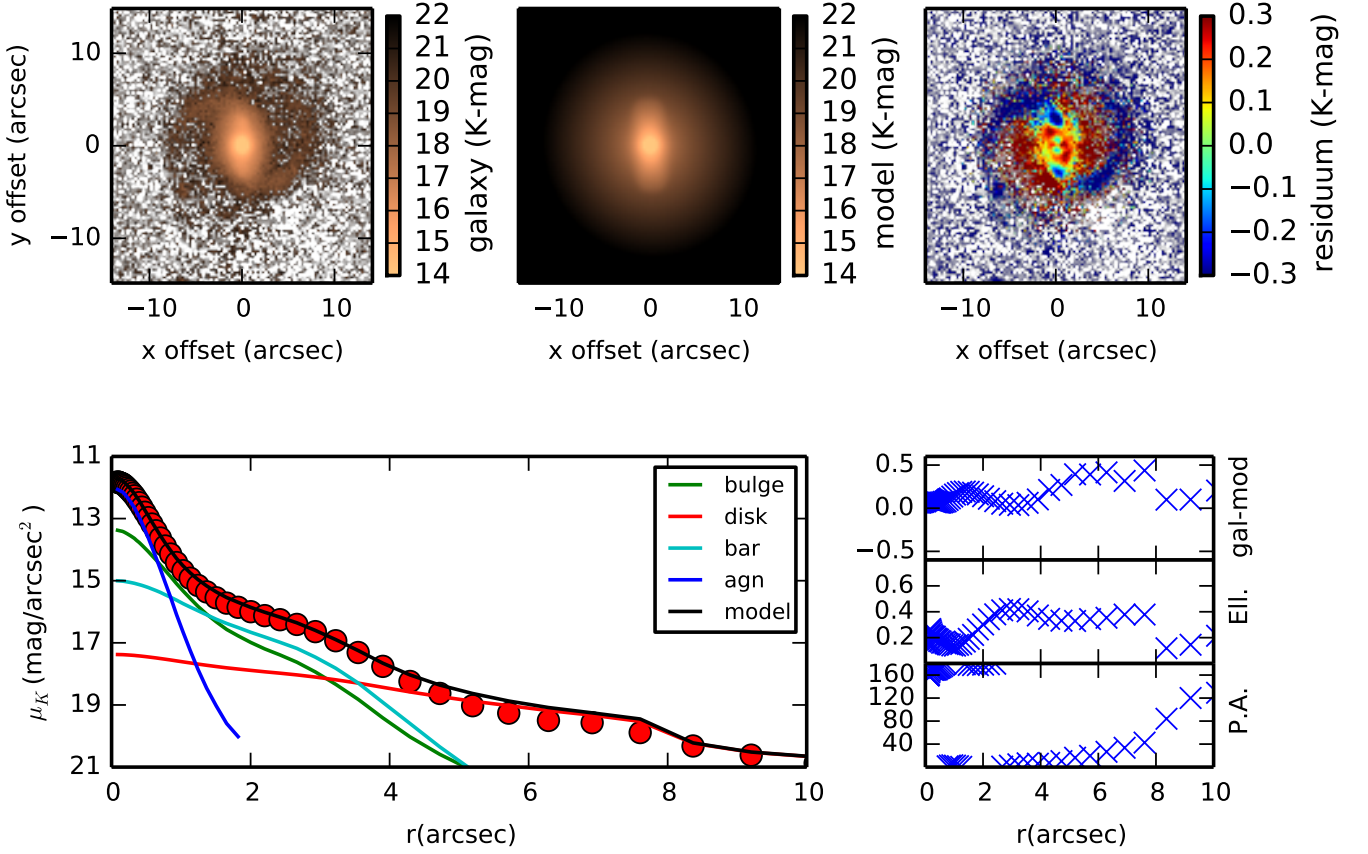 10
0
−10
y offset (arcsec)
−10 0 10
x offset (arcsec)
22
21
20
19
18
17
16
15
14
galaxy (K-mag)
−10 0 10
x offset (arcsec)
22
21
20
19
18
17
16
15
14
model (K-mag)
−10 0 10
x offset (arcsec)
0.3
0.2
0.1
0.0
−0.1
−0.2
−0.3
residuum (K-mag)
11
13
15
17
19
21
μ_K (mag/arcsec²)
0 2 4 6 8 10
r(arcsec)
bulge
disk
bar
agn
model
0.5
0.0
−0.5
gal-mod
0.6
0.4
0.2
Ell.
160
120
80
40
P.A.
0 2 4 6 8 10
r(arcsec)